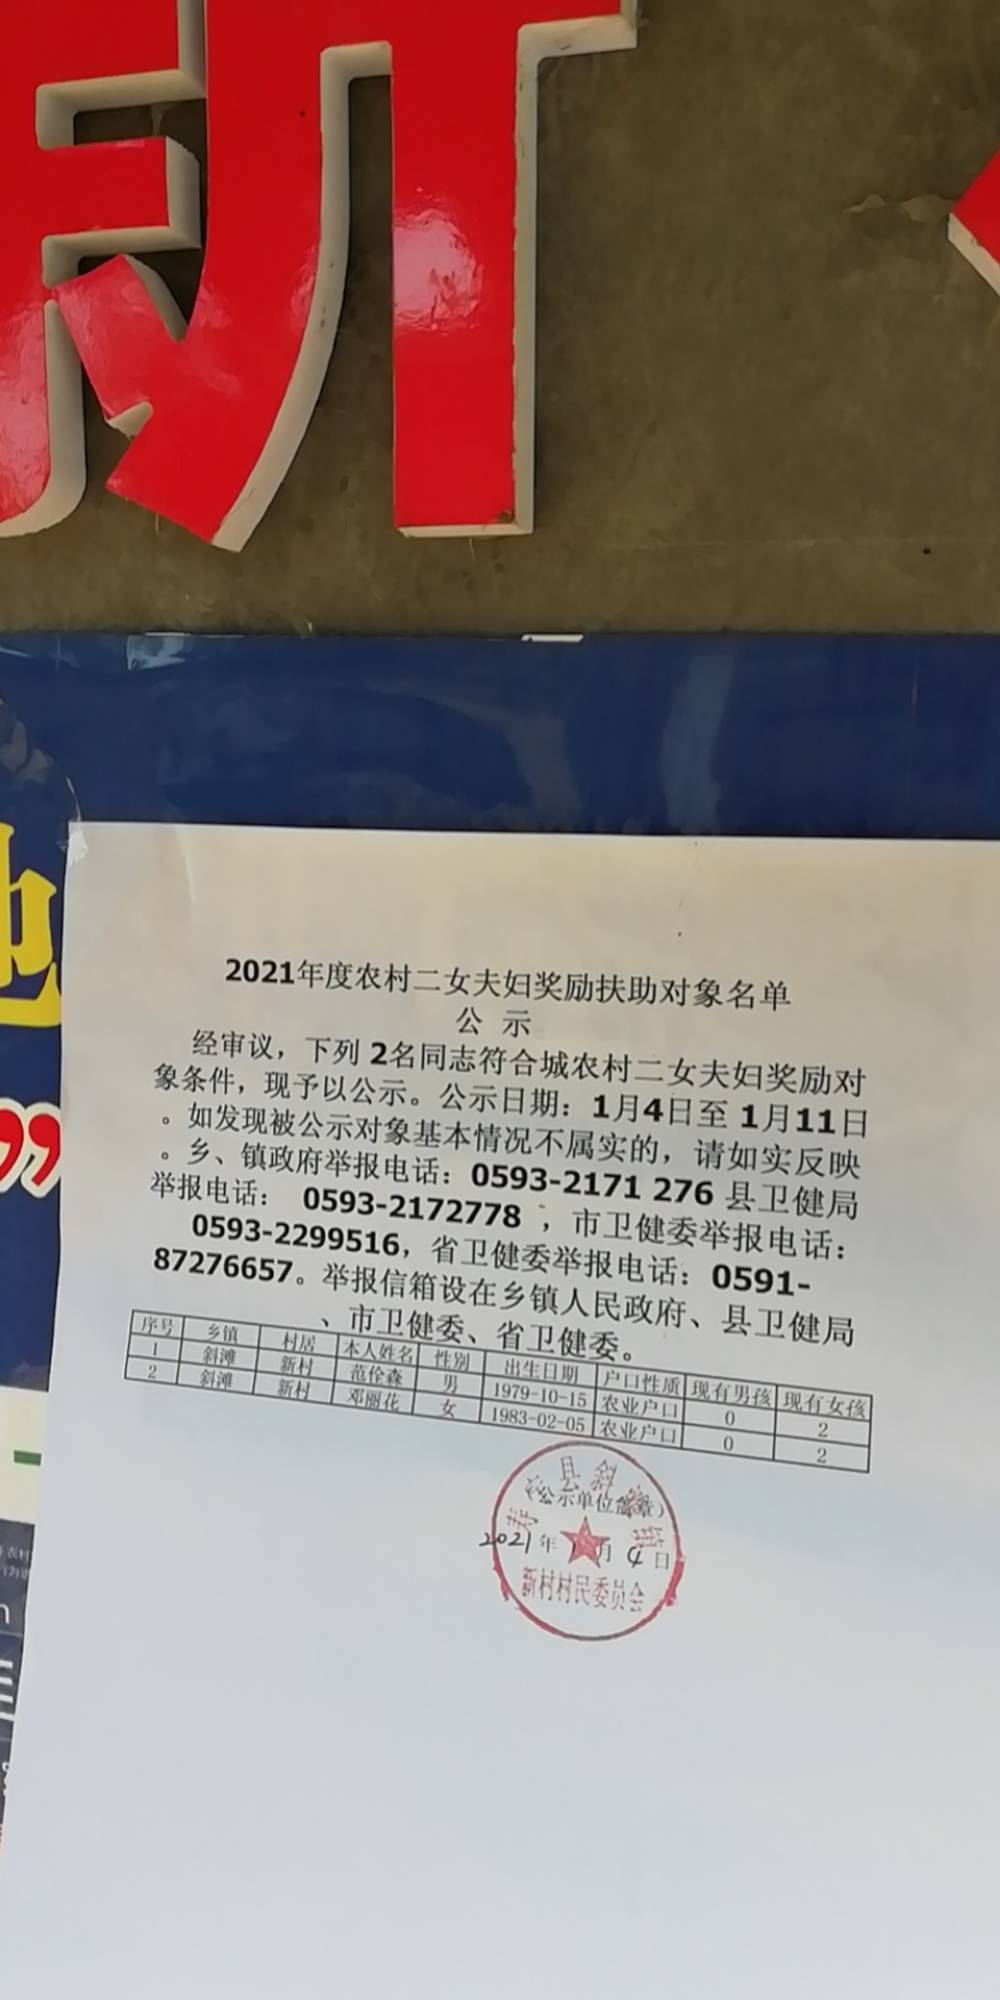 新
地
”
2021年度农村二女夫妇奖励扶助对象名单
公 示
经审议，下列 2名同志符合城农村二女夫妇奖励对
象条件，现予以公示。公示日期：1月4日至 1月11日
。如发现被公示对象基本情况不属实的，请如实反映
。乡、镇政府举报电话：0593-2171 276 县卫健局
举报电话： 0593-2172778 ，市卫健委举报电话：
0593-2299516，省卫健委举报电话：0591-
87276657。举报信箱设在乡镇人民政府、县卫健局
、市卫健委、省卫健委。
序号 乡镇 村居 本人姓名 性别 出生日期 户口性质 现有男孩 现有女孩
1 斜滩 新村 范佺森 男 1979-10-15 农业户口 0 2
2 斜滩 新村 邓丽花 女 1983-02-05 农业户口 0 2
寿 县斜 镇
（公示单位盖章）
2021年 月 4 日
新村村民委员会